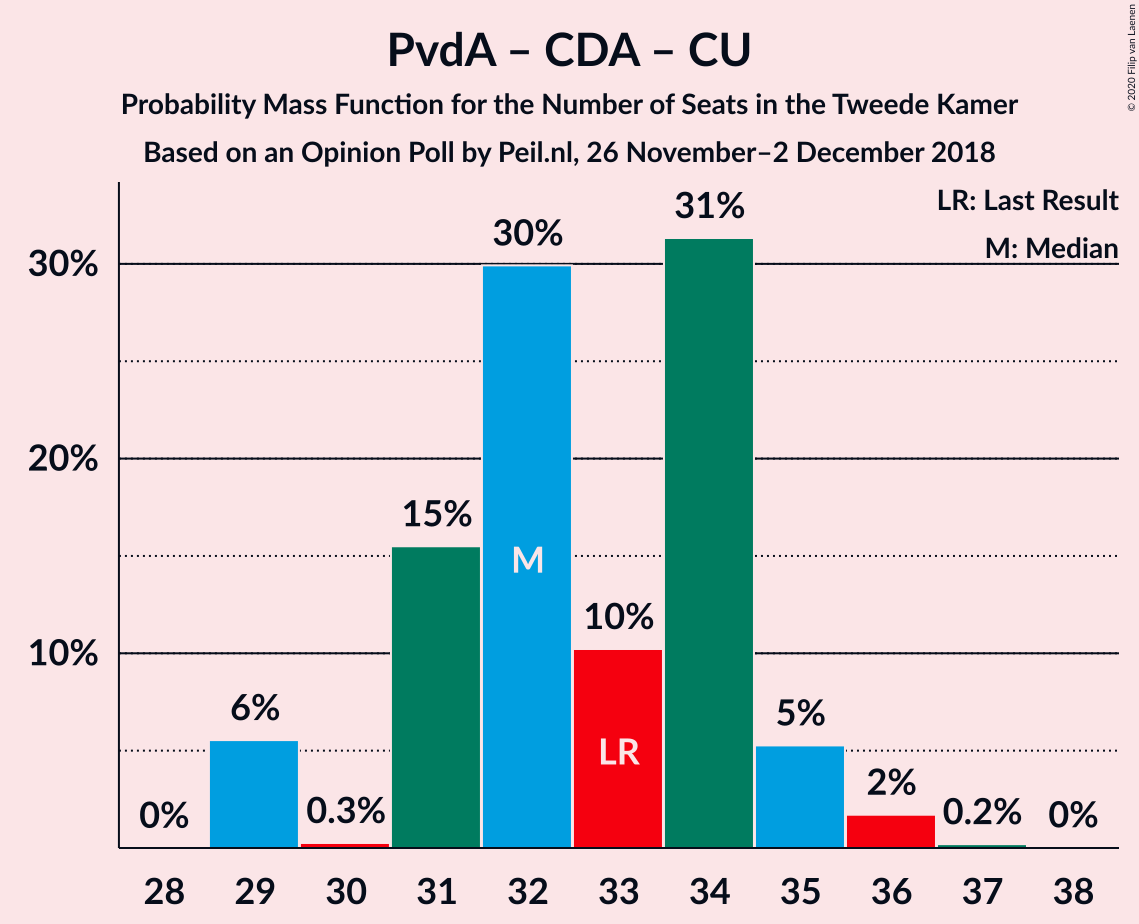 PvdA – CDA – CU
Probability Mass Function for the Number of Seats in the Tweede Kamer
Based on an Opinion Poll by Peil.nl, 26 November–2 December 2018
© 2020 Filip van Laenen
LR: Last Result
M: Median
30%
20%
10%
0%
6%
0.3%
15%
30%
10%
31%
5%
2%
0.2%
0%
M
LR
28 29 30 31 32 33 34 35 36 37 38